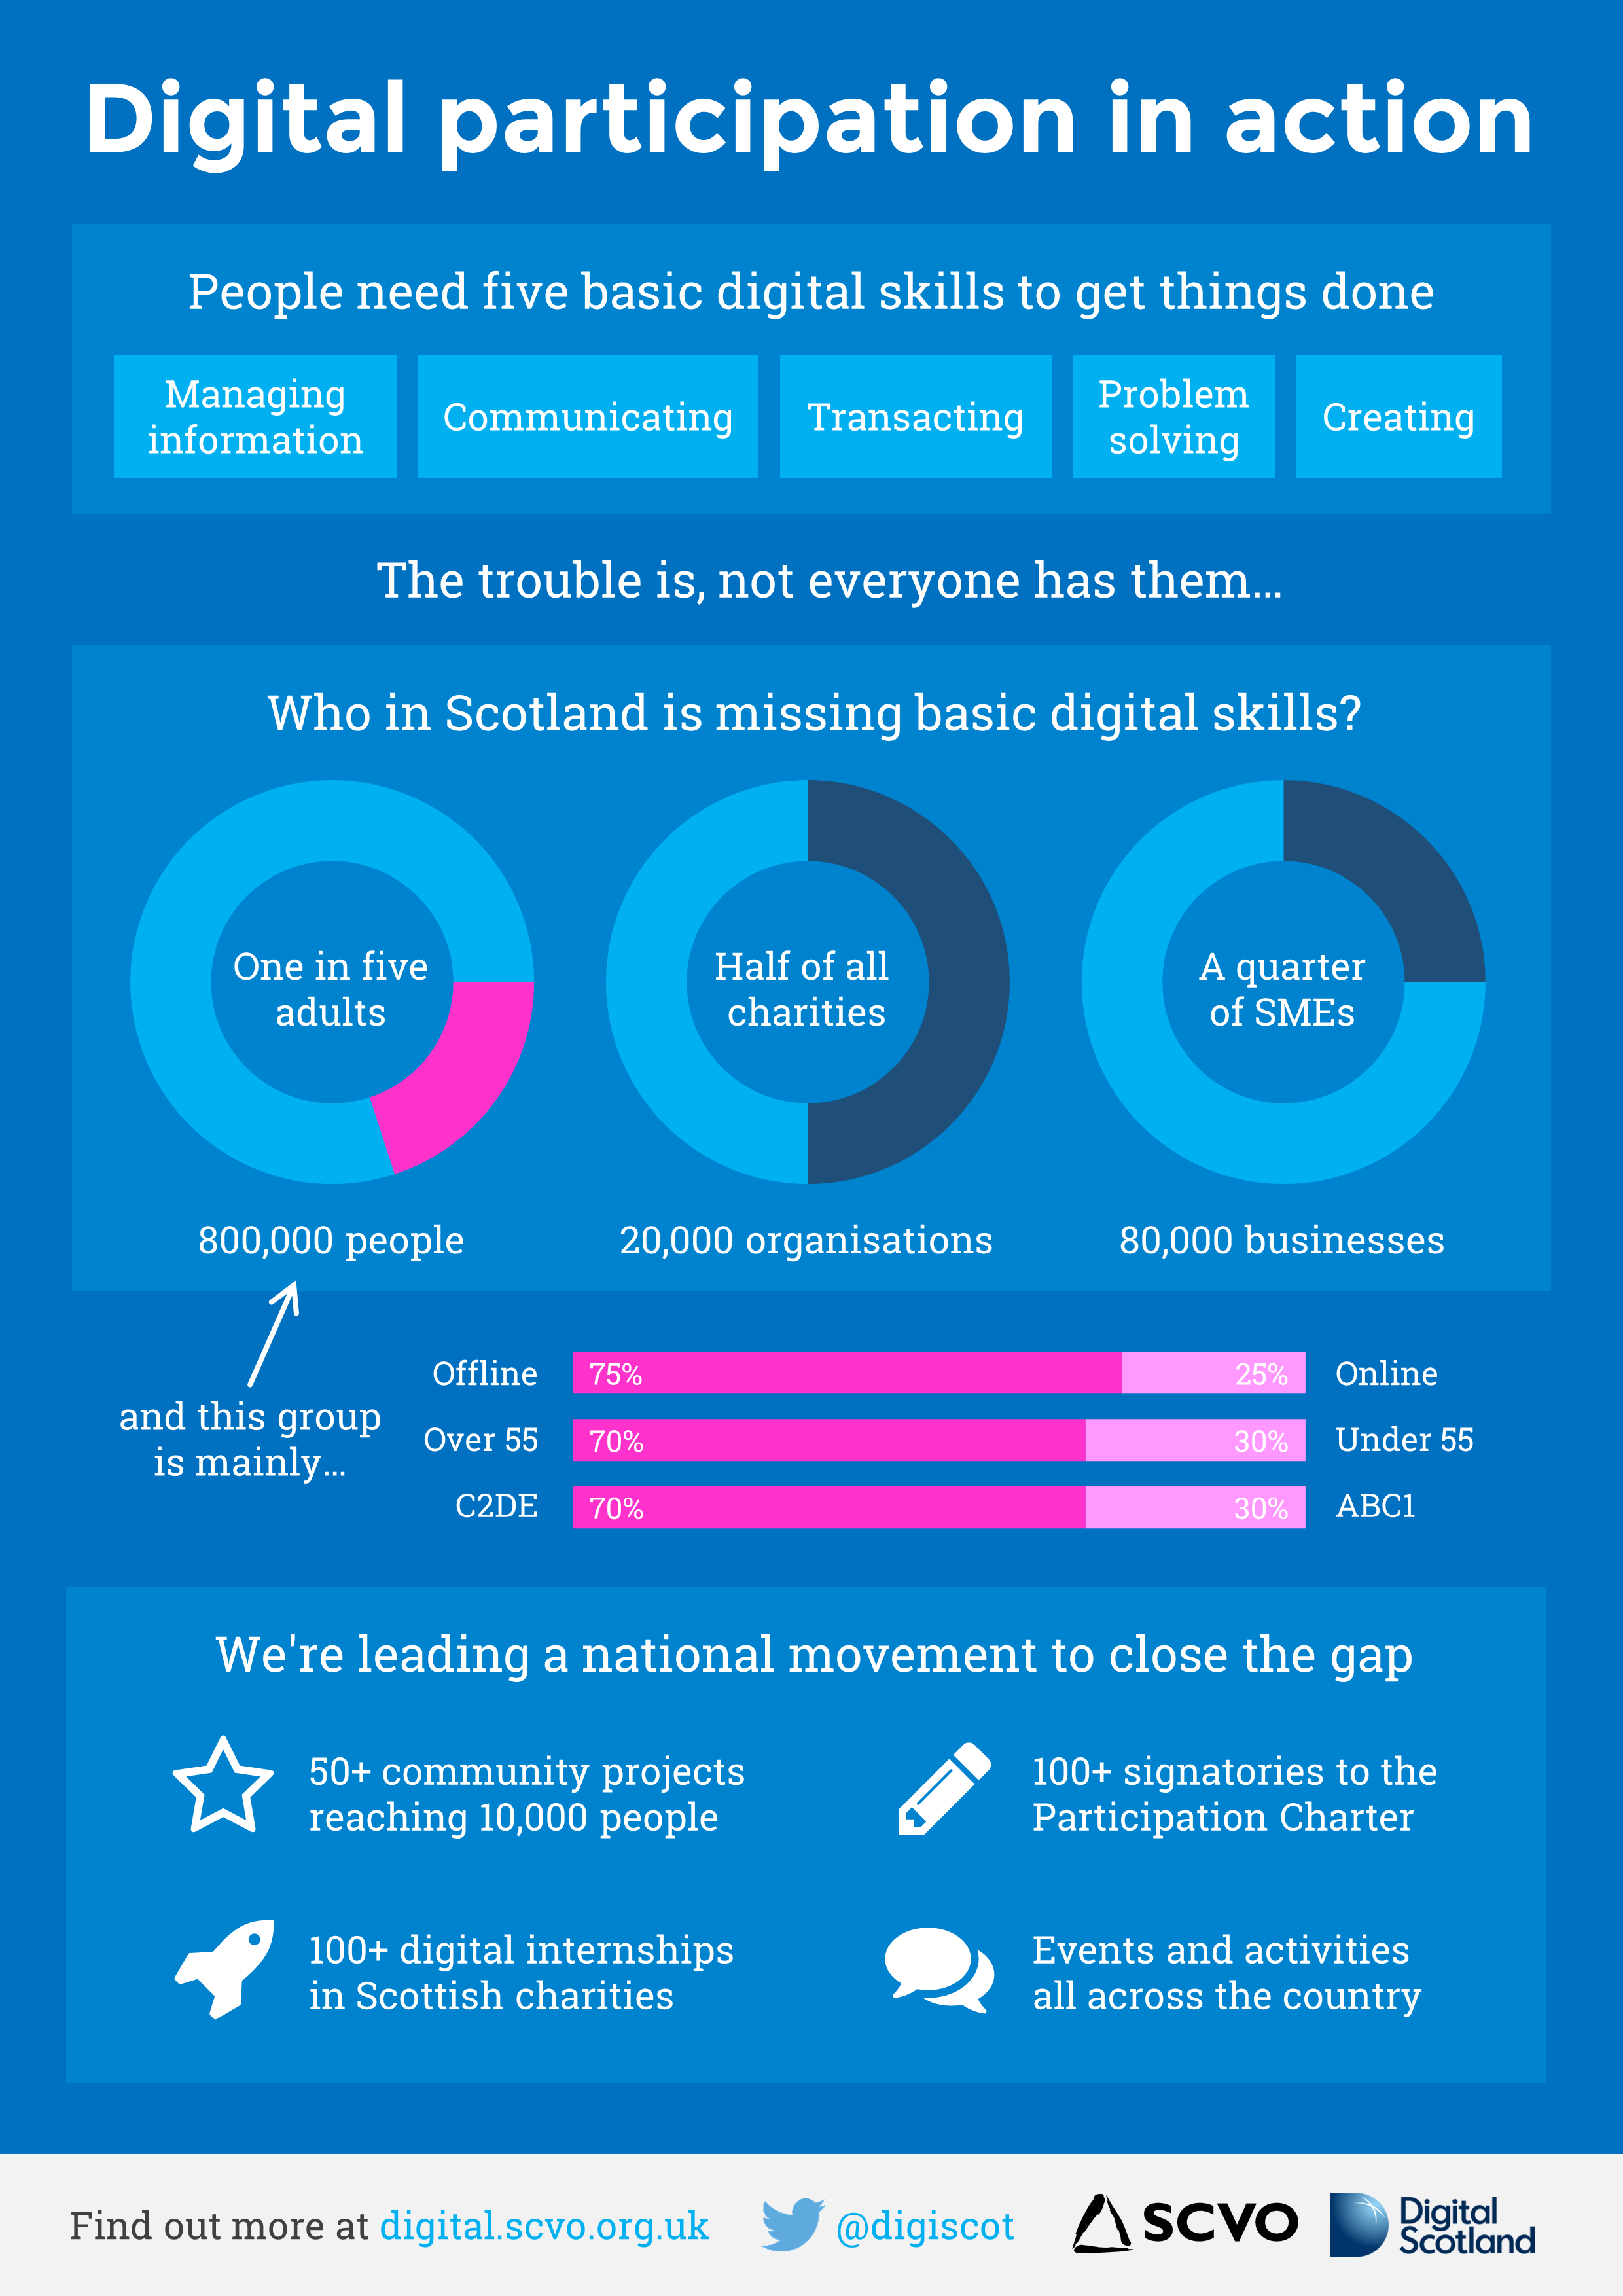 Digital participation in action
People need five basic digital skills to get things done
Managing
information
Communicating
Transacting
Problem
solving
Creating
The trouble is, not everyone has them...
Who in Scotland is missing basic digital skills?
One in five
adults
Half of all
charities
A quarter
of SMEs
800,000 people
20,000 organisations
80,000 businesses
and this group
is mainly...
Offline 75% 25% Online
Over 55 70% 30% Under 55
C2DE 70% 30% ABC1
We're leading a national movement to close the gap
50+ community projects
reaching 10,000 people
100+ signatories to the
Participation Charter
100+ digital internships
in Scottish charities
Events and activities
all across the country
Find out more at digital.scvo.org.uk
@digiscot
SCVO
Digital
Scotland